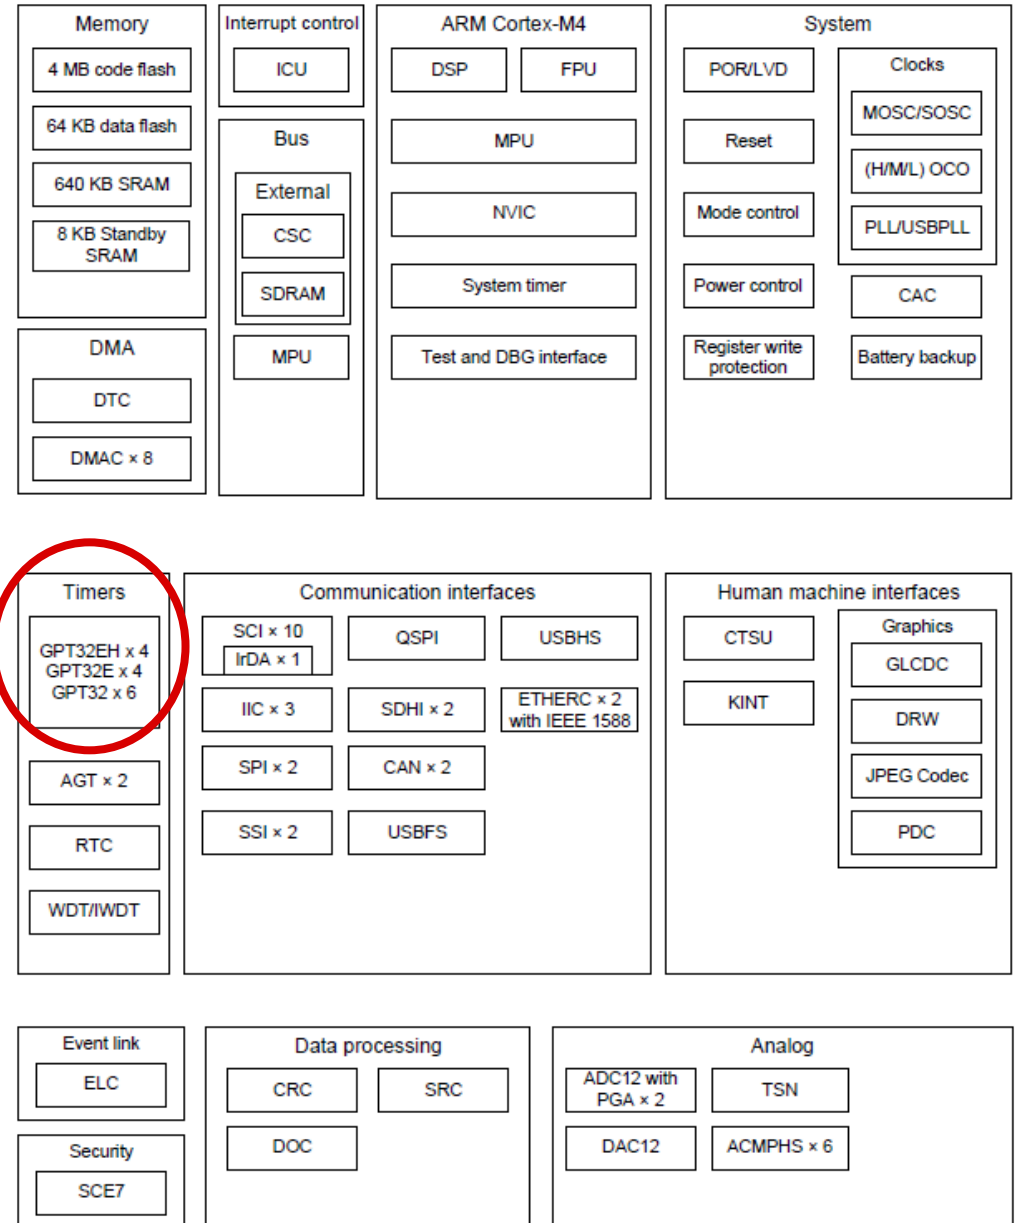 Memory
4 MB code flash
64 KB data flash
640 KB SRAM
8 KB Standby
SRAM
DMA
DTC
DMAC × 8
Interrupt control
ICU
Bus
External
CSC
SDRAM
MPU
ARM Cortex-M4
DSP
FPU
MPU
NVIC
System timer
Test and DBG interface
System
POR/LVD
Reset
Mode control
Power control
Register write
protection
Clocks
MOSC/SOSC
(H/M/L) OCO
PLL/USBPLL
CAC
Battery backup
Timers
GPT32EH x 4
GPT32E x 4
GPT32 x 6
AGT × 2
RTC
WDT/IWDT
Communication interfaces
SCI × 10
IrDA × 1
IIC × 3
SPI × 2
SSI × 2
QSPI
SDHI × 2
CAN × 2
USBFS
USBHS
ETHERC × 2
with IEEE 1588
Human machine interfaces
CTSU
KINT
Graphics
GLCDC
DRW
JPEG Codec
PDC
Event link
ELC
Security
SCE7
Data processing
CRC
SRC
DOC
Analog
ADC12 with
PGA × 2
TSN
DAC12
ACMPHS × 6